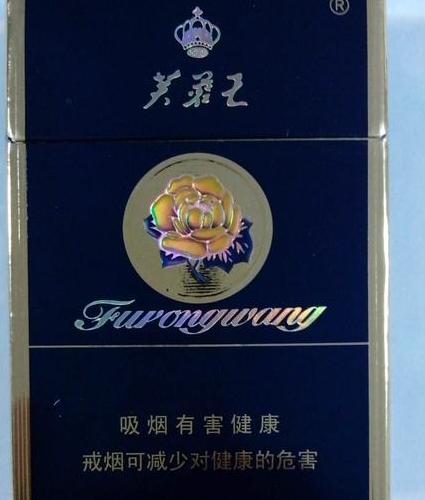 ®
芙蓉王
Furongwang
吸烟有害健康
戒烟可减少对健康的危害